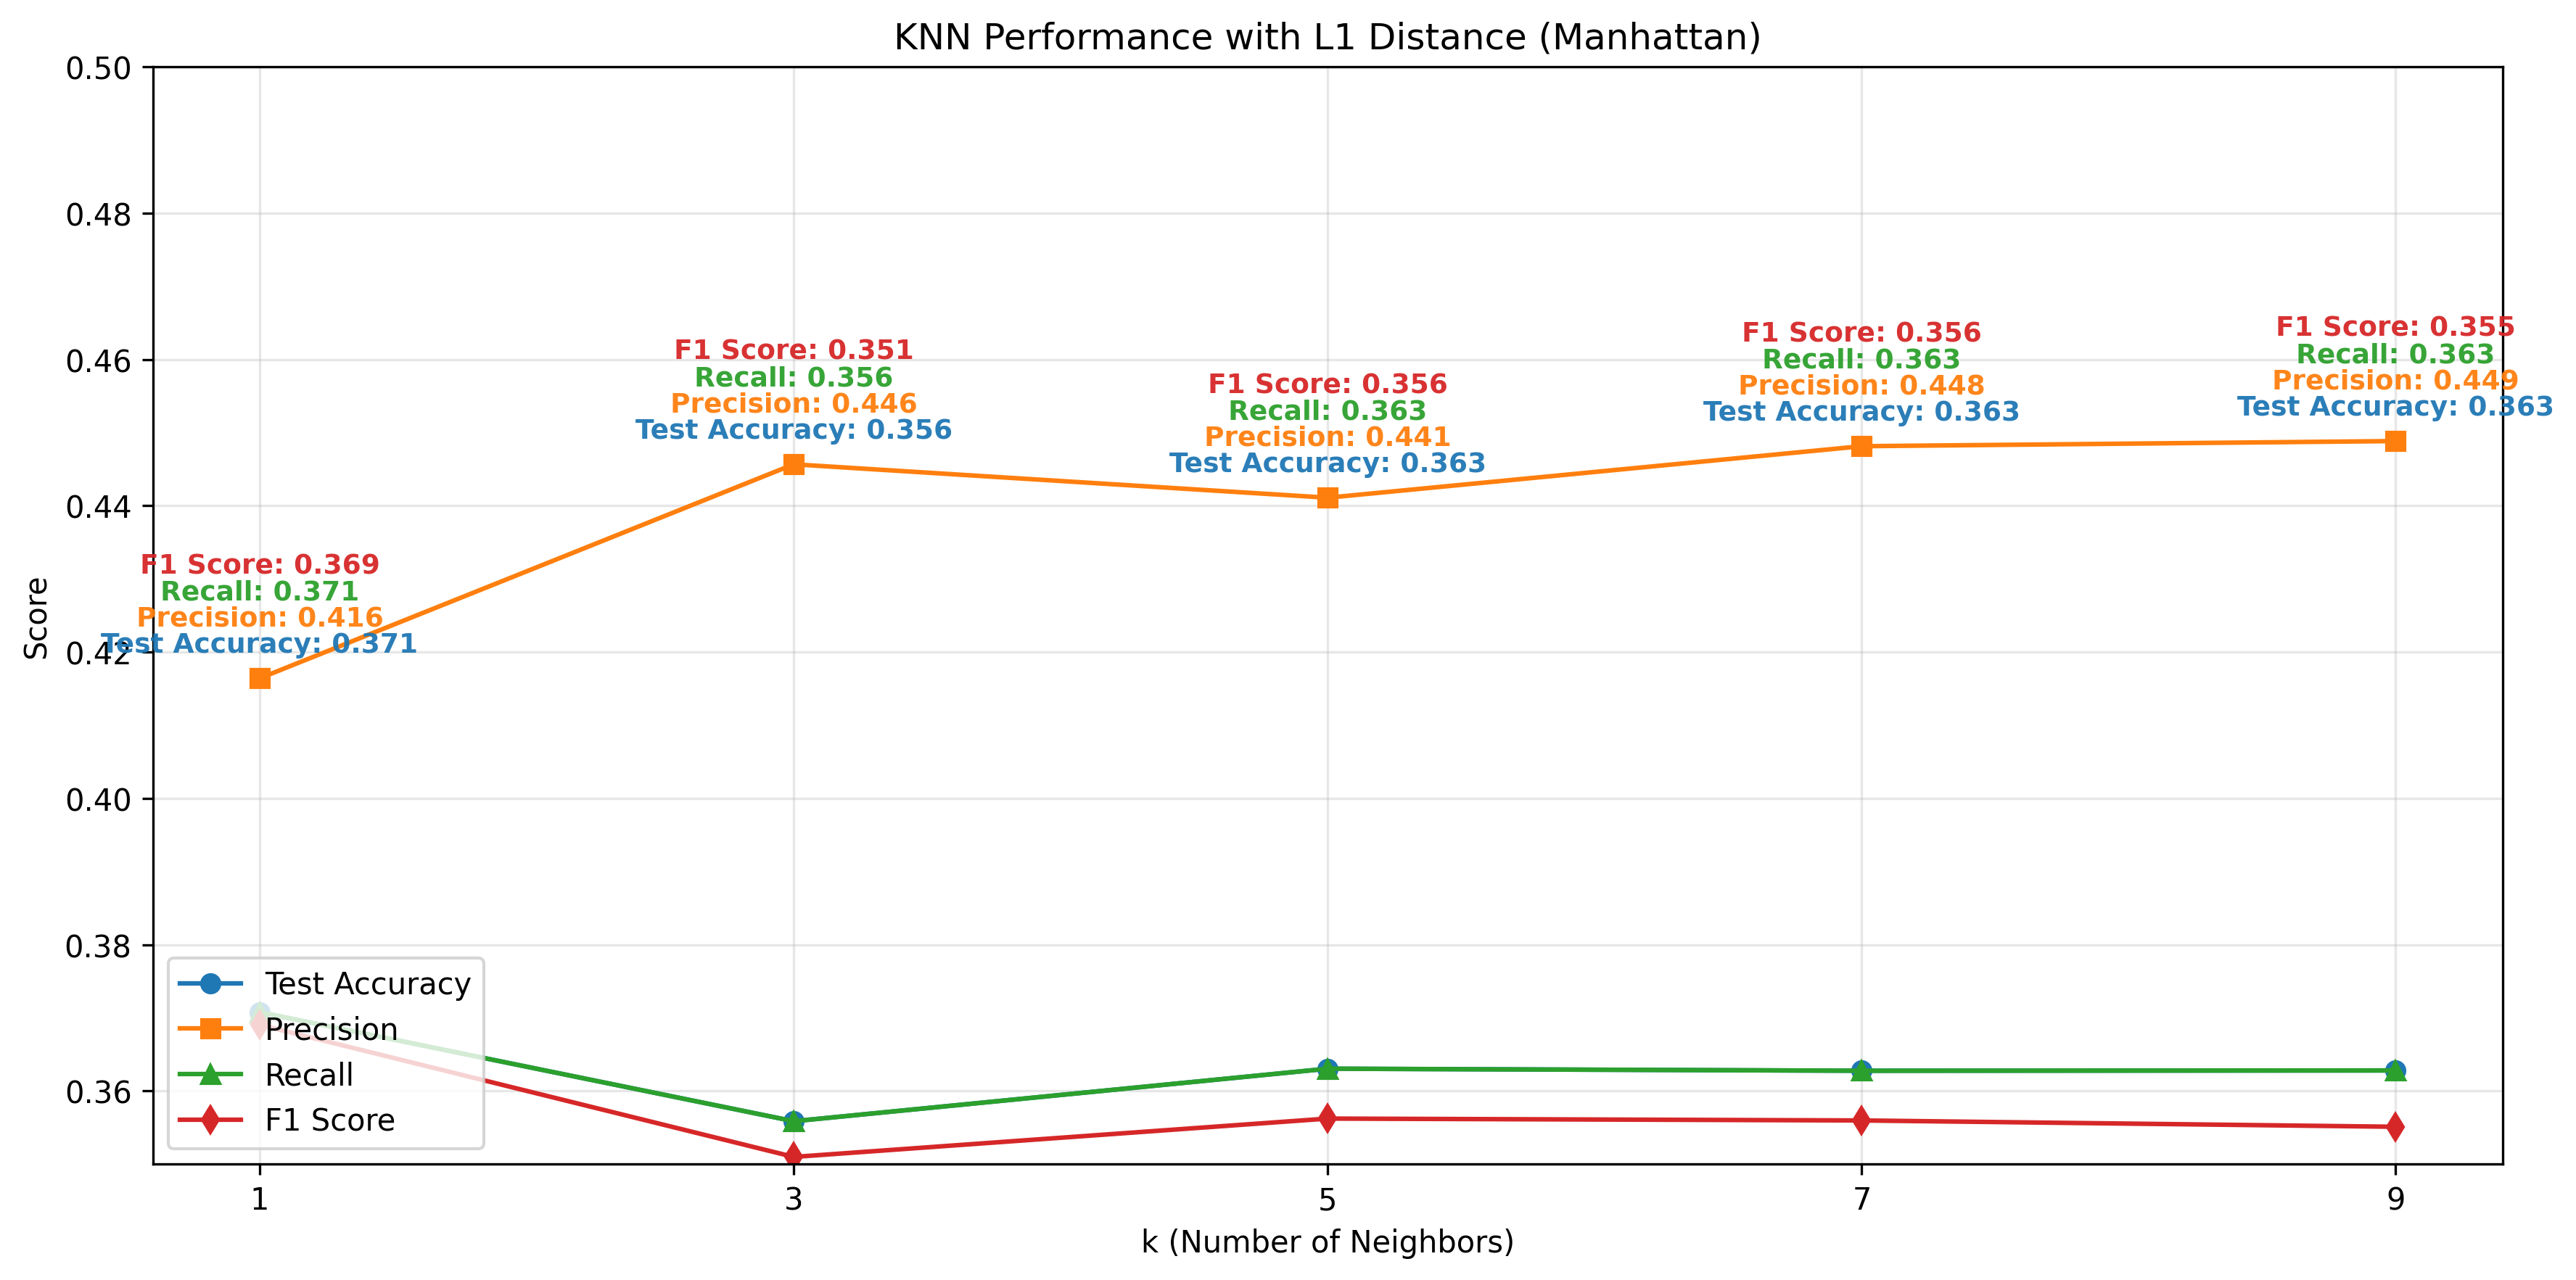 KNN Performance with L1 Distance (Manhattan)
0.50
0.48
0.46
0.44
0.42
0.40
0.38
0.36
Score
F1 Score: 0.369
Recall: 0.371
Precision: 0.416
Test Accuracy: 0.371
F1 Score: 0.351
Recall: 0.356
Precision: 0.446
Test Accuracy: 0.356
F1 Score: 0.356
Recall: 0.363
Precision: 0.441
Test Accuracy: 0.363
F1 Score: 0.356
Recall: 0.363
Precision: 0.448
Test Accuracy: 0.363
F1 Score: 0.355
Recall: 0.363
Precision: 0.449
Test Accuracy: 0.363
Test Accuracy
Precision
Recall
F1 Score
1 3 5 7 9
k (Number of Neighbors)